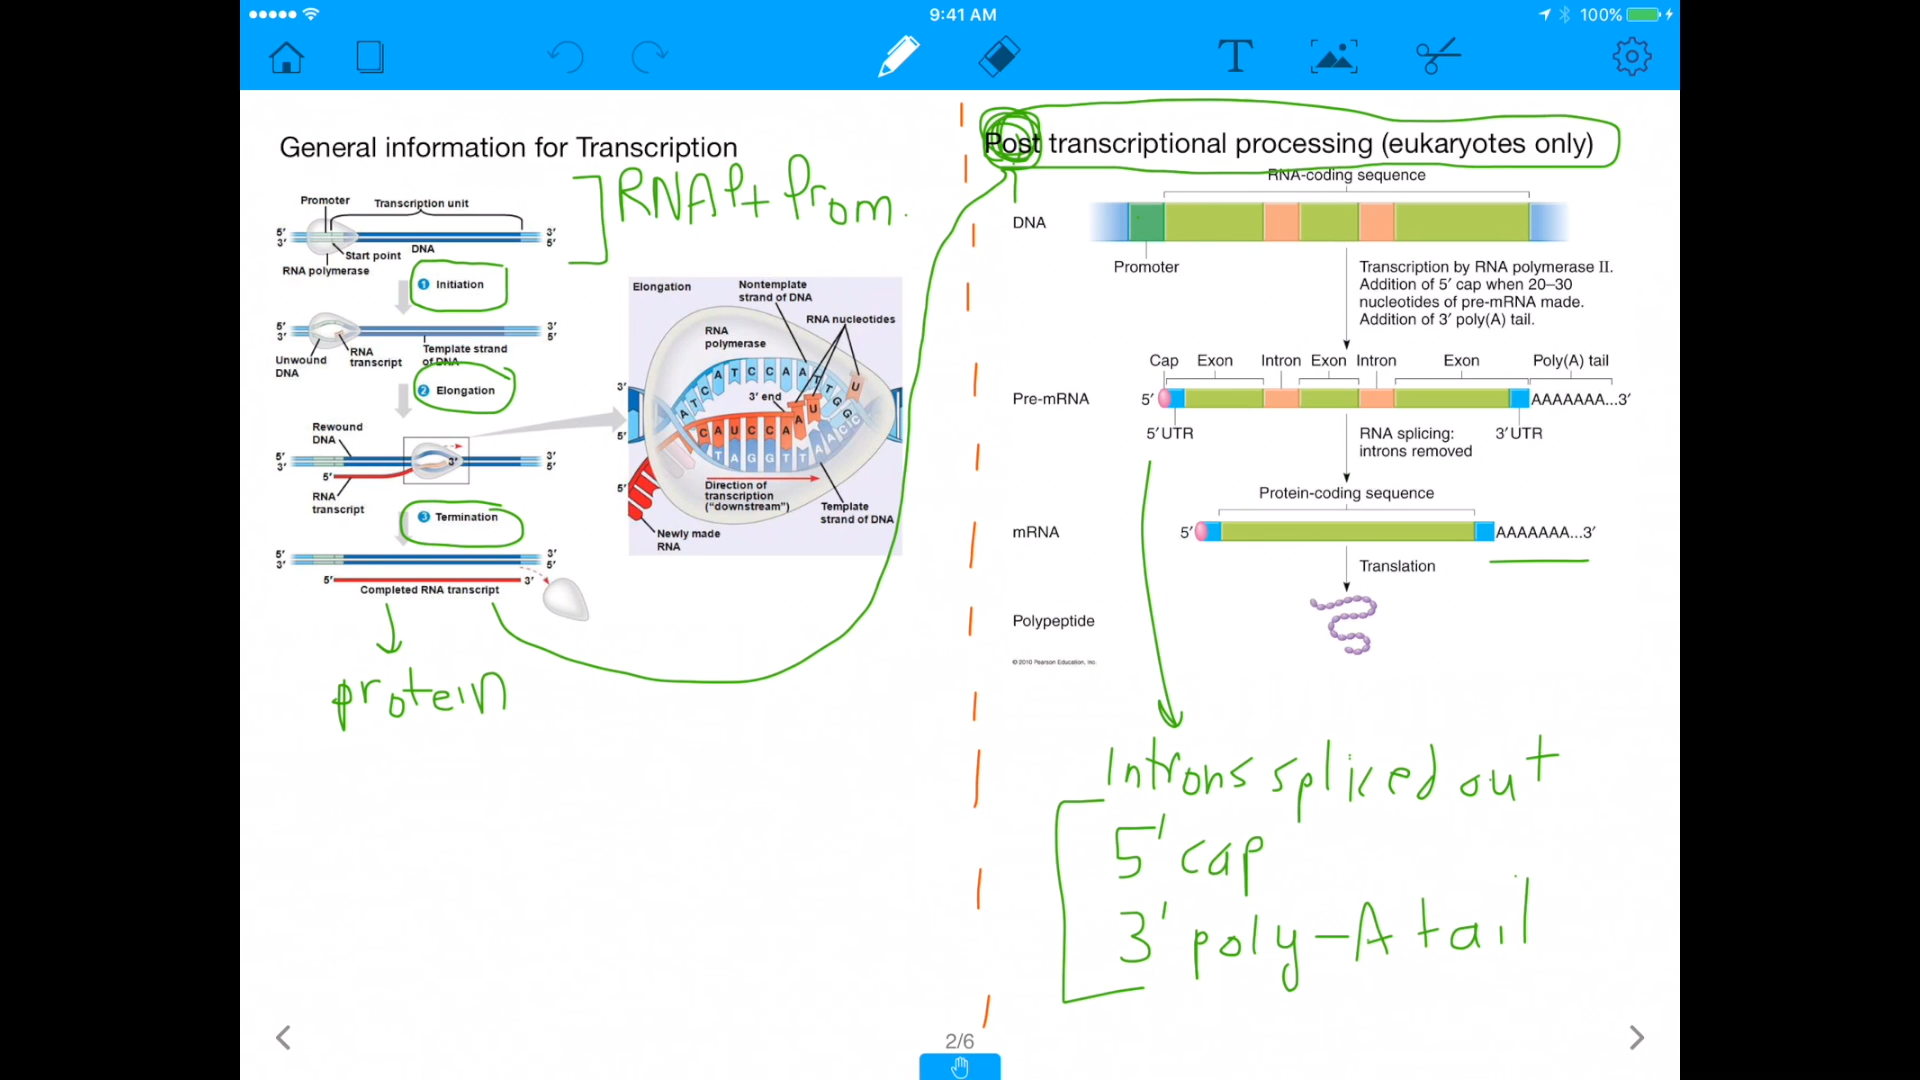 9:41 AM
100%
T
General information for Transcription
RNAP + prom.
Promoter
Transcription unit
5′ 3′
3′ 5′
DNA
Start point
RNA polymerase
1 Initiation
5′ 3′
3′ 5′
Unwound
DNA
RNA
transcript
Template strand
of DNA
2 Elongation
Rewound
DNA
5′ 3′
3′ 5′
3′
5′
RNA
transcript
3 Termination
5′ 3′
3′ 5′
5′ 3′
Completed RNA transcript
protein
Elongation
Nontemplate
strand of DNA
RNA nucleotides
RNA
polymerase
A T C A T C C A A T T G G
3′ end
U
3′
C A U C C A A U
5′
T A G G T T A A C C
5′
Direction of
transcription
(“downstream”)
Template
strand of DNA
Newly made
RNA
Post transcriptional processing (eukaryotes only)
RNA-coding sequence
DNA
Promoter
Transcription by RNA polymerase II.
Addition of 5′ cap when 20–30
nucleotides of pre-mRNA made.
Addition of 3′ poly(A) tail.
Cap Exon Intron Exon Intron Exon Poly(A) tail
Pre-mRNA 5′ AAAAAAA...3′
5′ UTR 3′ UTR
RNA splicing:
introns removed
Protein-coding sequence
mRNA 5′ AAAAAAA...3′
Translation
Polypeptide
© 2010 Pearson Education, Inc.
Introns spliced out
5' cap
3' poly-A tail
2/6